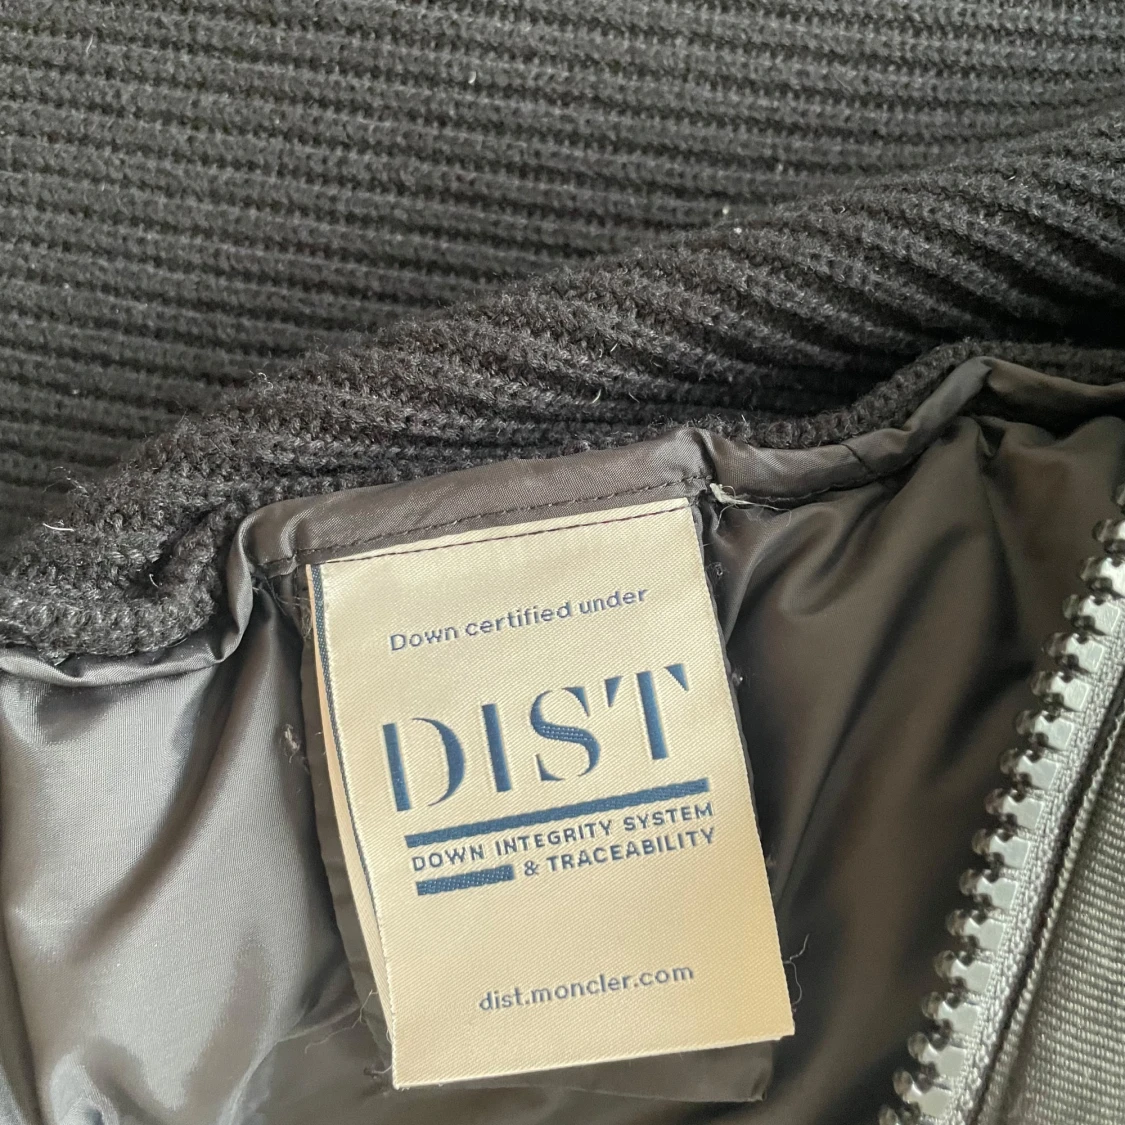 Down certified under
DIST
DOWN INTEGRITY SYSTEM
& TRACEABILITY
dist.moncler.com